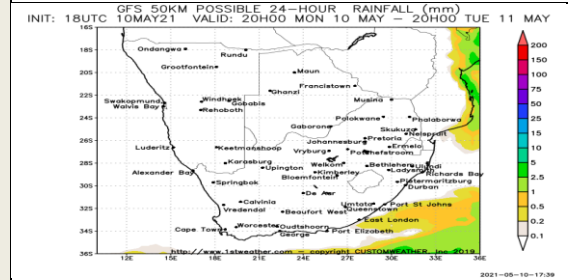 GFS 50KM POSSIBLE 24-HOUR RAINFALL (mm)
INIT: 18UTC 10MAY21 VALID: 20H00 MON 10 MAY - 20H00 TUE 11 MAY
16S
18S
20S
22S
24S
26S
28S
30S
32S
34S
36S
Ondangwa
Rundu
Grootfontein
Maun
Francistown
Ghanzi
Musina
Swakopmund
Windhoek
Gobabis
Walvis Bay
Rehoboth
Polokwane
Phalaborwa
Gaborone
Skukuza
Nelspruit
Pretoria
Johannesburg
Ermelo
Luderitz
Keetmanshoop
Vryburg
Potchefstroom
Karasburg
Upington
Welkom
Bethlehem
Ulundi
Alexander Bay
Kimberley
Ladysmith
Richards Bay
Bloemfontein
Pietermaritzburg
Springbok
Durban
De Aar
Calvinia
Umtata
Port St Johns
Vredendal
Beaufort West
Queenstown
East London
Cape Town
Worcester
Oudtshoorn
George
Port Elizabeth
http://www.1stweather.com - copyright CUSTOMWEATHER, Inc 2019
12E 15E 18E 21E 24E 27E 30E 33E 36E
200
150
100
75
50
25
20
15
10
5
2.5
2
1
0.5
0.2
0.1
2021-05-10-17:39